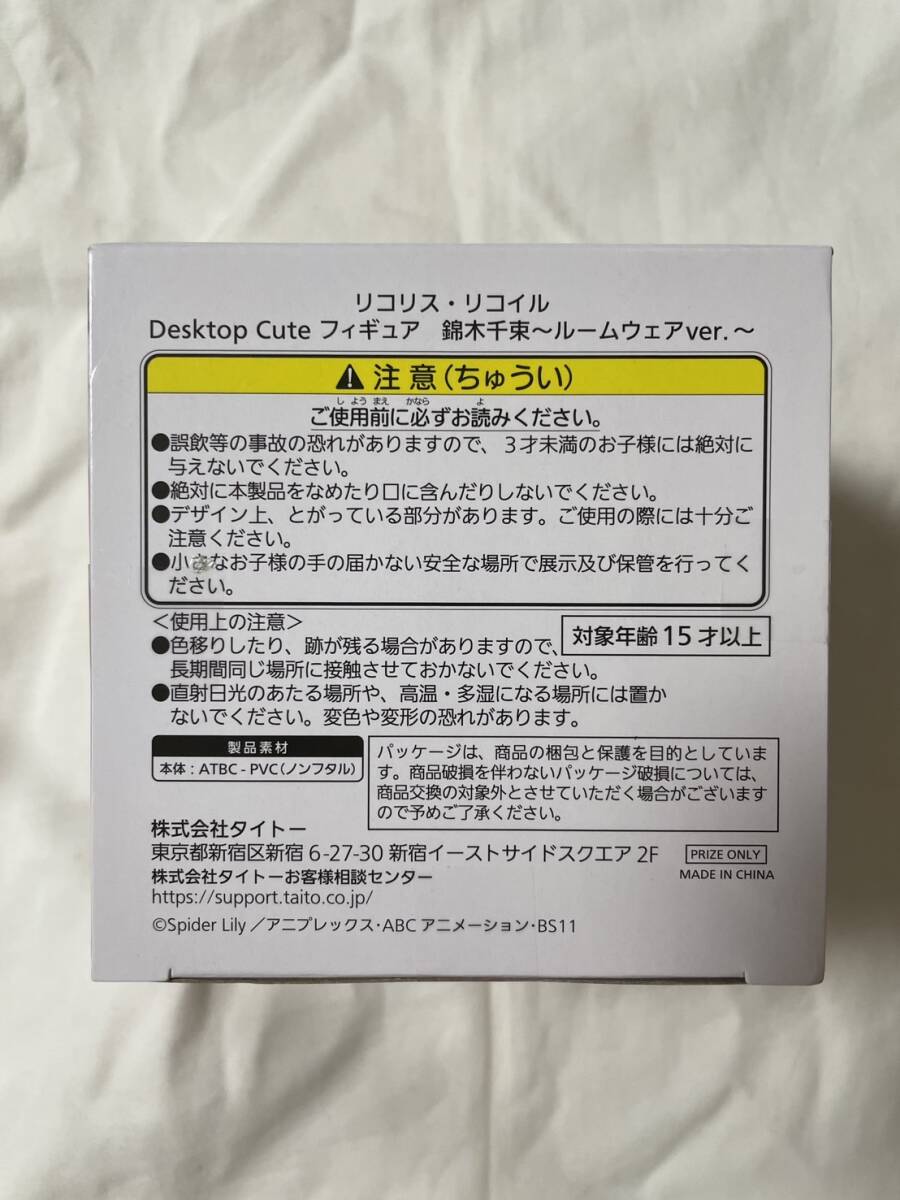 リコリス・リコイル
Desktop Cute フィギュア　錦木千束～ルームウェアver.～
注意(ちゅうい)
しようまえ かなら よ
ご使用前に必ずお読みください。
●誤飲等の事故の恐れがありますので、3才未満のお子様には絶対に
与えないでください。
●絶対に本製品をなめたり口に含んだりしないでください。
●デザイン上、とがっている部分があります。ご使用の際には十分ご
注意ください。
●小さなお子様の手の届かない安全な場所で展示及び保管を行ってく
ださい。
＜使用上の注意＞
対象年齢15才以上
●色移りしたり、跡が残る場合がありますので、
長期間同じ場所に接触させておかないでください。
●直射日光のあたる場所や、高温・多湿になる場所には置か
ないでください。変色や変形の恐れがあります。
製品素材
本体：ATBC-PVC(ノンフタル)
パッケージは、商品の梱包と保護を目的としていま
す。商品破損を伴わないパッケージ破損については、
商品交換の対象外とさせていただく場合がございます
ので予めご了承ください。
株式会社タイトー
東京都新宿区新宿 6-27-30 新宿イーストサイドスクエア 2F
株式会社タイトーお客様相談センター
https://support.taito.co.jp/
PRIZE ONLY
MADE IN CHINA
©Spider Lily／アニプレックス・ABC アニメーション・BS11